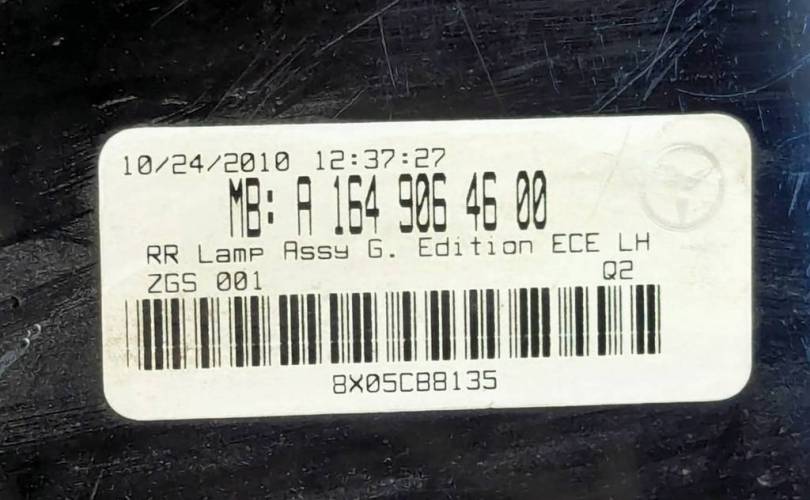 10/24/2010 12:37:27
MB: A 164 906 46 00
RR Lamp Assy G. Edition ECE LH
ZGS 001 Q2
8X05CBB135